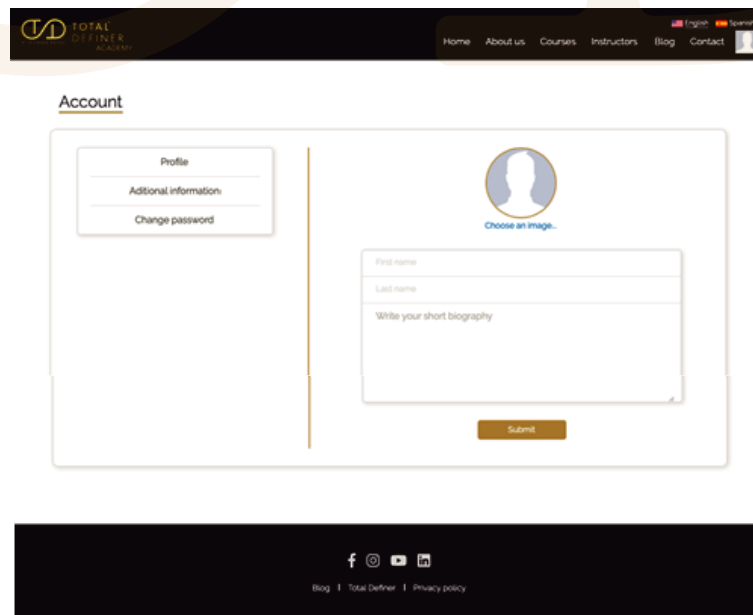 TOTAL
DEFINER
ACADEMY
English Spanish
Home About us Courses Instructors Blog Contact
Account
Profile
Aditional information:
Change password
Choose an image...
First name
Last name
Write your short biography
Submit
Blog | Total Definer | Privacy policy